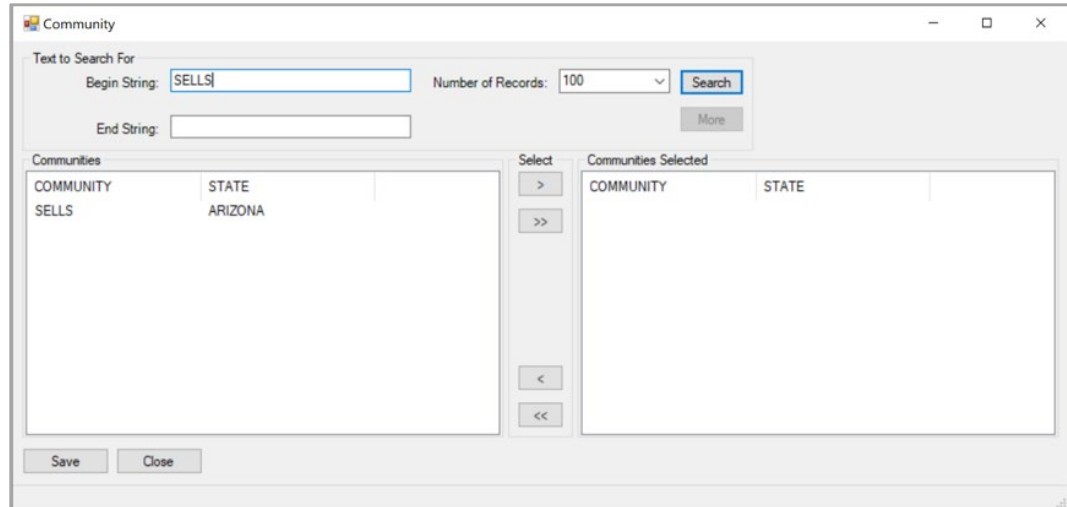 Community
Text to Search For
Begin String: SELLS Number of Records: 100 Search
End String: More
Communities Select Communities Selected
COMMUNITY STATE > COMMUNITY STATE
SELLS ARIZONA
>>
<
<<
Save Close